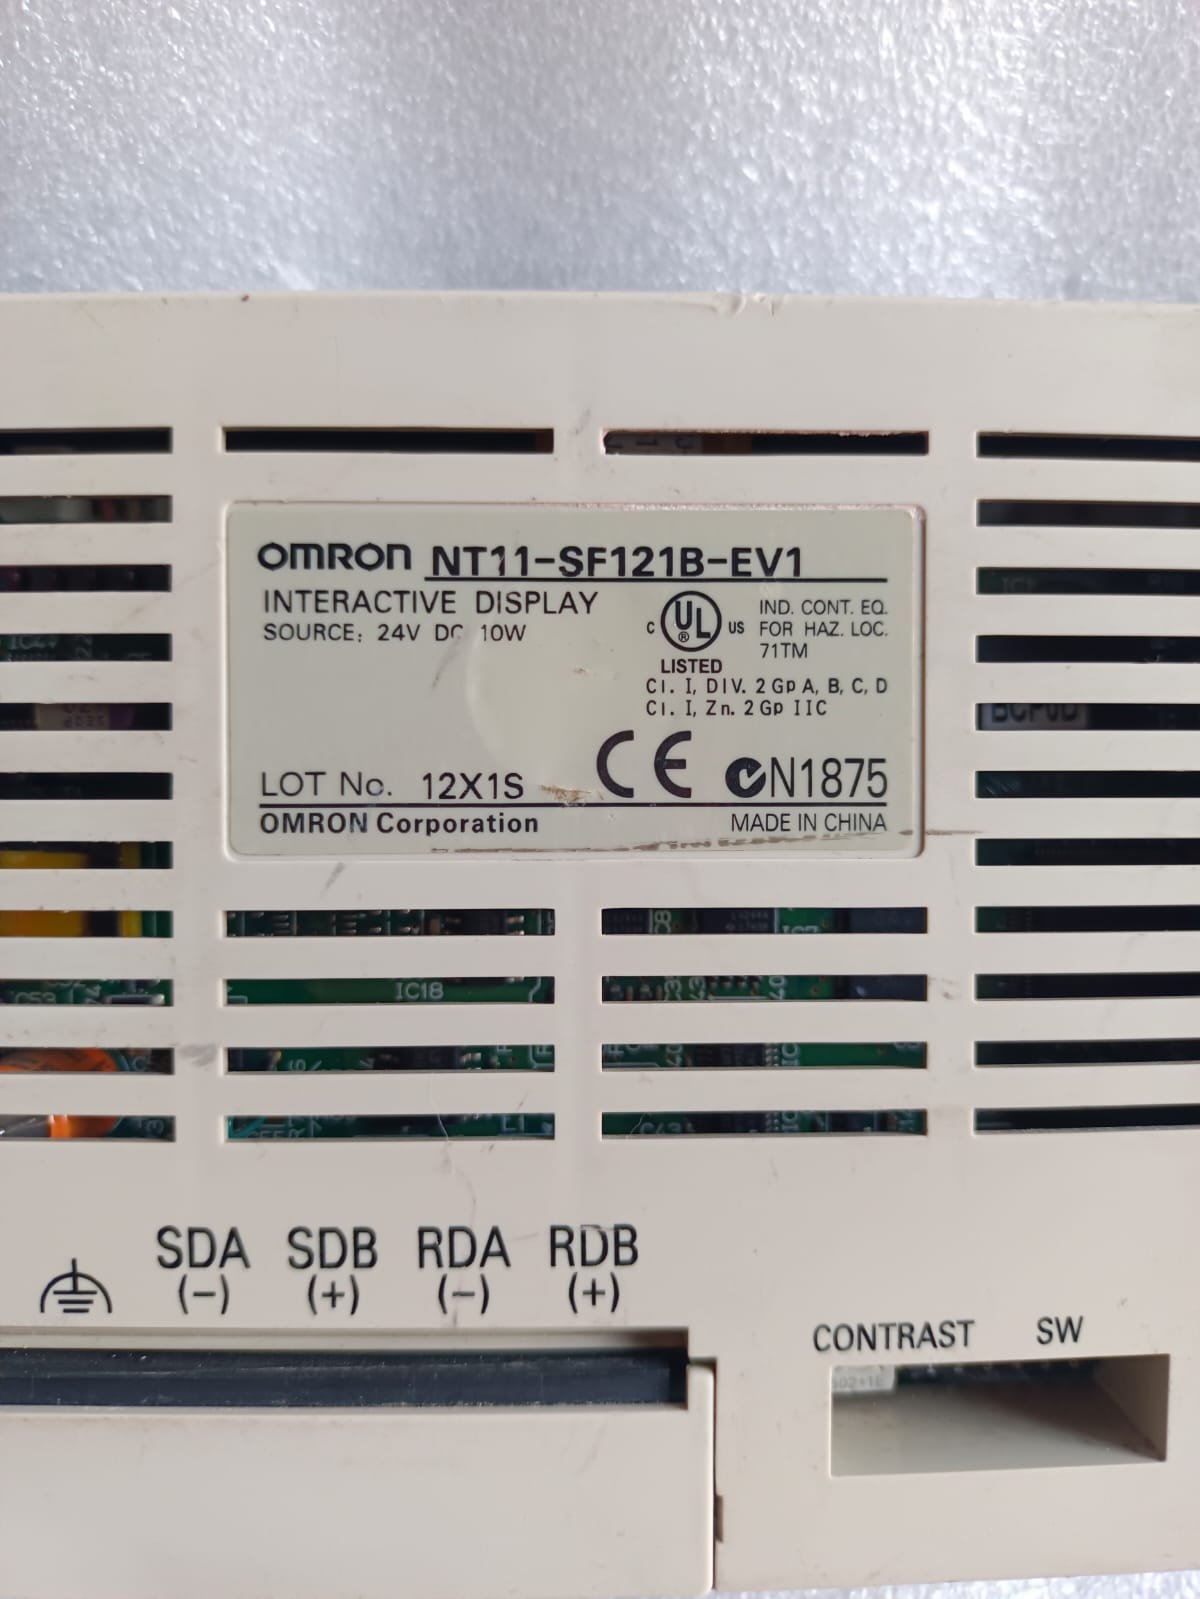 OMRON NT11-SF121B-EV1
INTERACTIVE DISPLAY
SOURCE: 24V DC 10W
C UL US
®
LISTED
IND. CONT. EQ.
FOR HAZ. LOC.
71TM
Cl. I, DIV. 2 Gp A, B, C, D
Cl. I, Zn. 2 Gp IIC
LOT No. 12X1S
CE
N1875
OMRON Corporation
MADE IN CHINA
IC18
SDA SDB RDA RDB
(-) (+) (-) (+)
CONTRAST SW